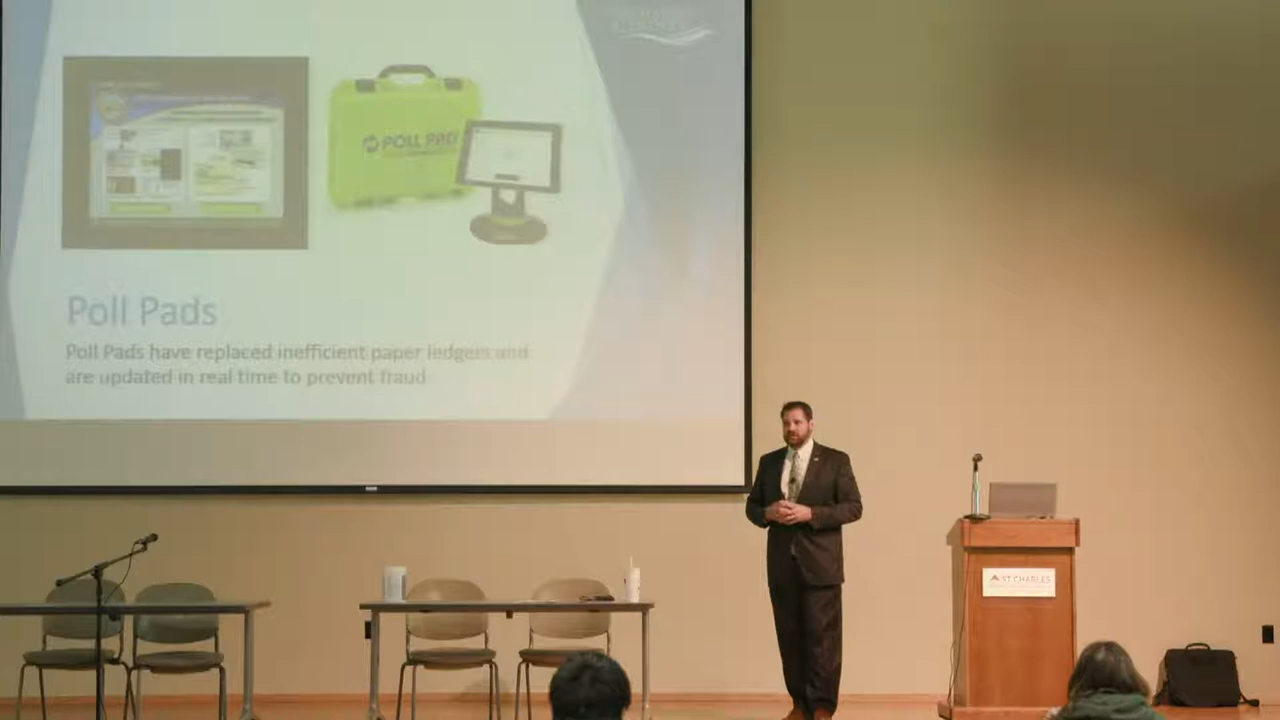 POLL PAD
Poll Pads
Poll Pads have replaced inefficient paper ledgers and
are updated in real time to prevent fraud
ST CHARLES